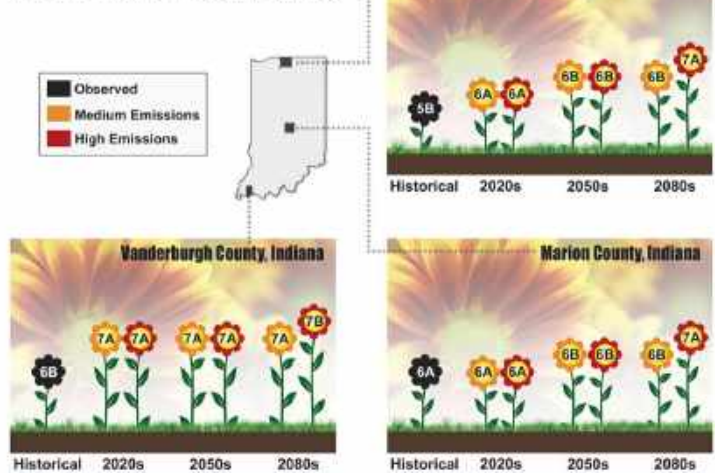 Observed
Medium Emissions
High Emissions
5B
6A 6A
6B 6B
6B 7A
Historical 2020s 2050s 2080s
Vanderburgh County, Indiana
6B
7A 7A
7A 7A
7A 7B
Historical 2020s 2050s 2080s
Marion County, Indiana
6A
6A 6A
6B 6B
6B 7A
Historical 2020s 2050s 2080s